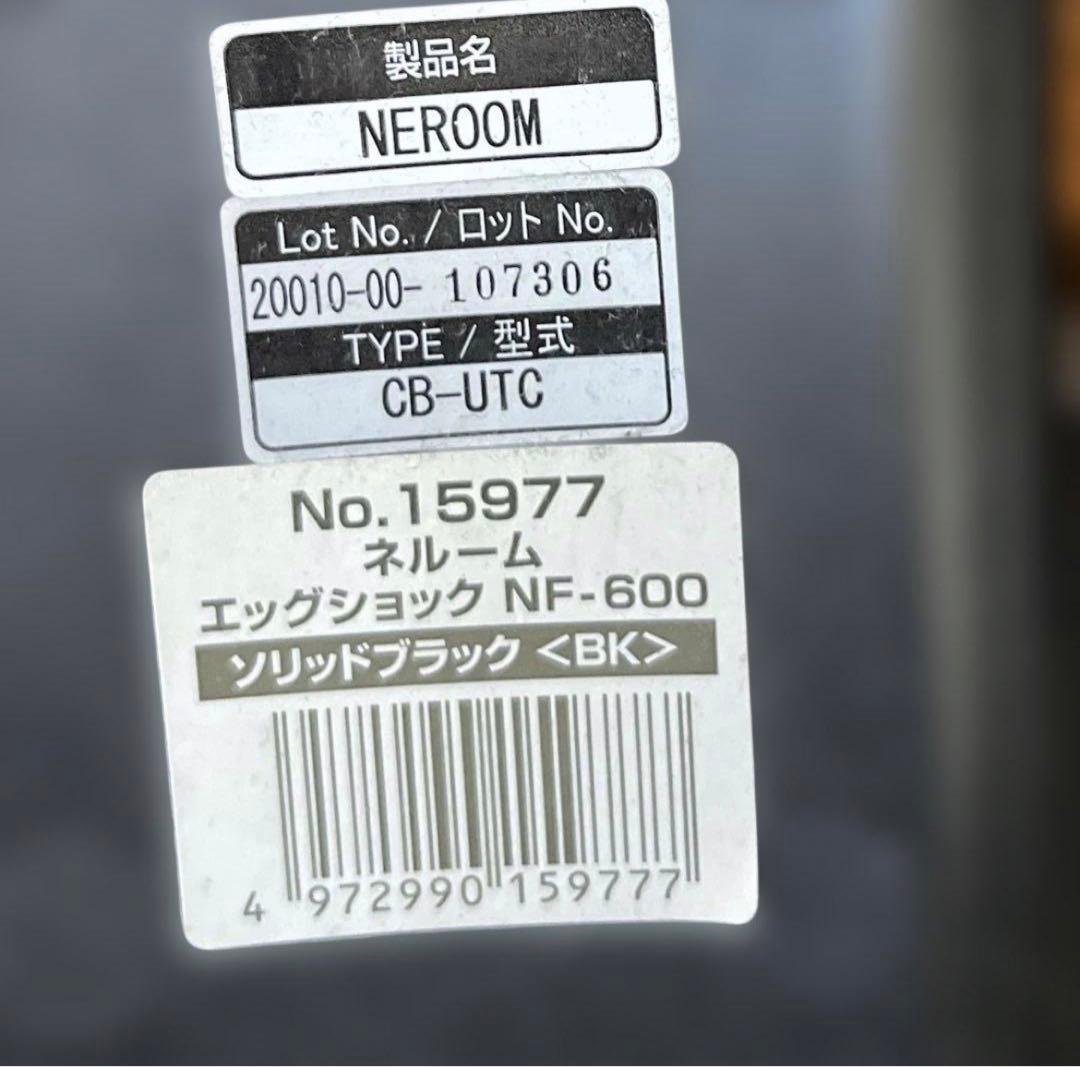 製品名
NEROOM
Lot No. / ロット No.
20010-00- 107306
TYPE / 型式
CB-UTC
No.15977
ネルーム
エッグショック NF-600
ソリッドブラック <BK>
4 972990 159777